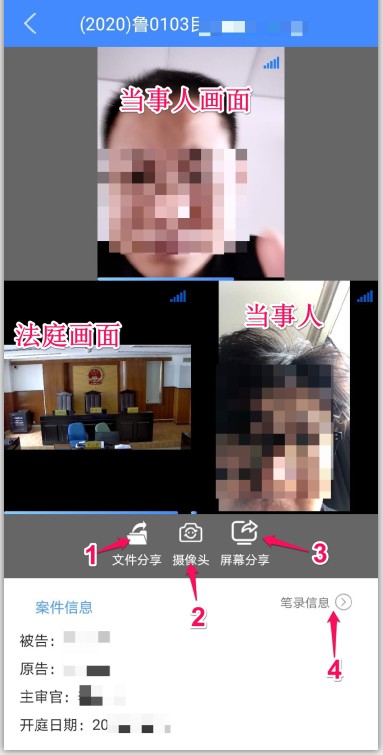 (2020)鲁0103民
当事人画面
法庭画面
当事人
1
2
3
4
文件分享
摄像头
屏幕分享
案件信息
笔录信息
被告：
原告：
主审官：
开庭日期：20